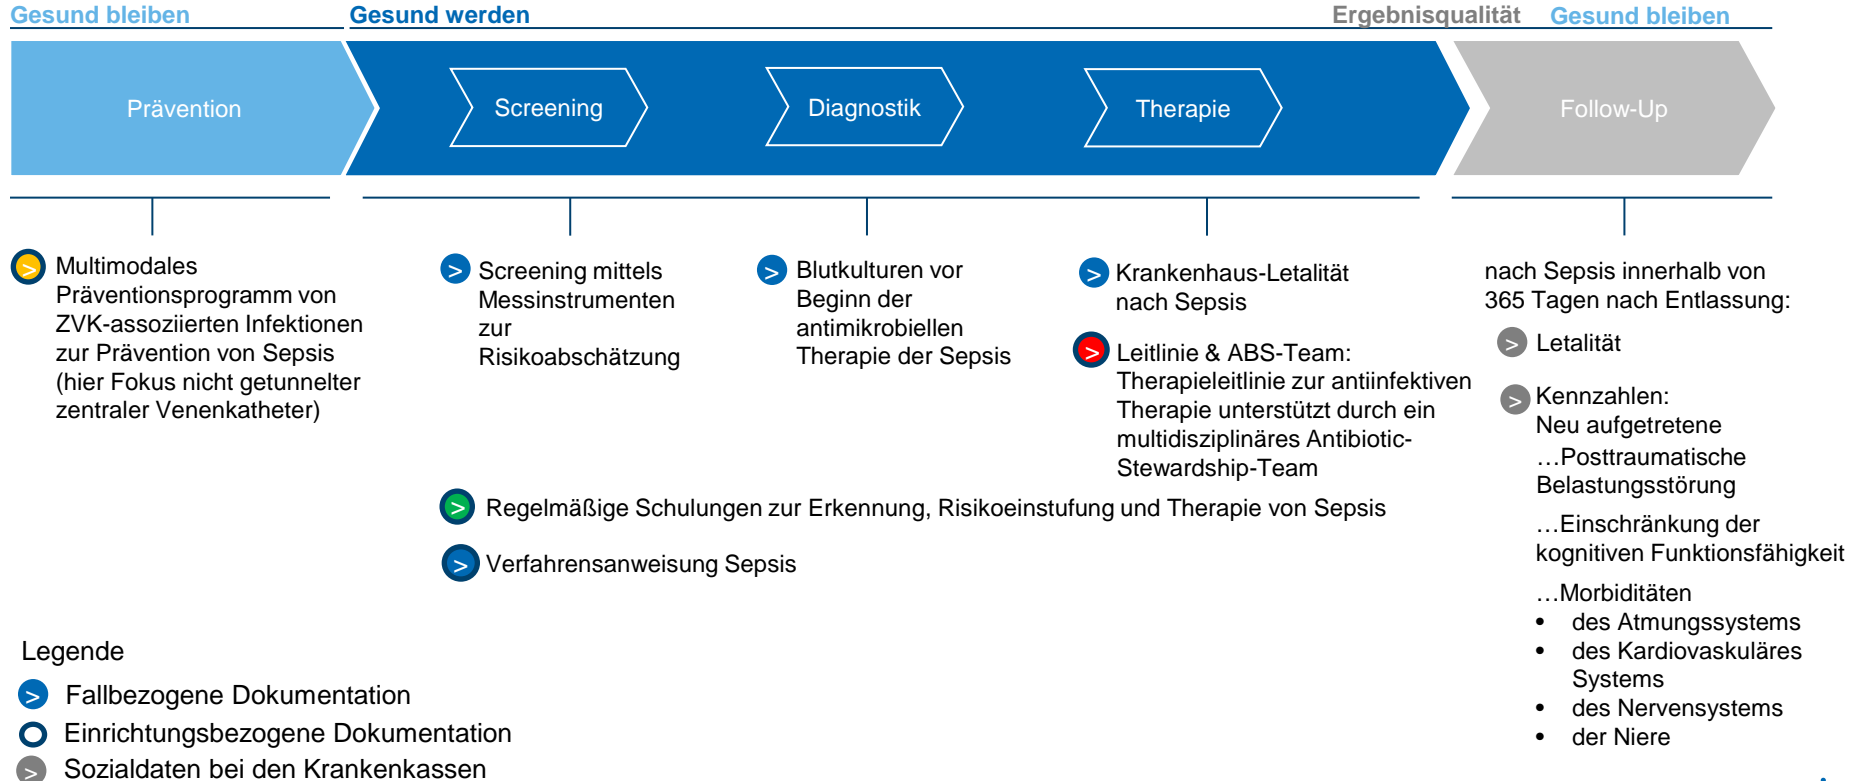 Gesund bleiben
Gesund werden
Ergebnisqualität
Gesund bleiben
Prävention
Screening
Diagnostik
Therapie
Follow-Up
> Multimodales
Präventionsprogramm von
ZVK-assoziierten Infektionen
zur Prävention von Sepsis
(hier Fokus nicht getunnelter
zentraler Venenkatheter)
> Screening mittels
Messinstrumenten
zur
Risikoabschätzung
> Blutkulturen vor
Beginn der
antimikrobiellen
Therapie der Sepsis
> Krankenhaus-Letalität
nach Sepsis
> Leitlinie & ABS-Team:
Therapieleitlinie zur antiinfektiven
Therapie unterstützt durch ein
multidisziplinäres Antibiotic-
Stewardship-Team
> Regelmäßige Schulungen zur Erkennung, Risikoeinstufung und Therapie von Sepsis
> Verfahrensanweisung Sepsis
nach Sepsis innerhalb von
365 Tagen nach Entlassung:
> Letalität
> Kennzahlen:
Neu aufgetretene
…Posttraumatische
Belastungsstörung
…Einschränkung der
kognitiven Funktionsfähigkeit
…Morbiditäten
• des Atmungssystems
• des Kardiovaskuläres
Systems
• des Nervensystems
• der Niere
Legende
> Fallbezogene Dokumentation
Einrichtungsbezogene Dokumentation
> Sozialdaten bei den Krankenkassen